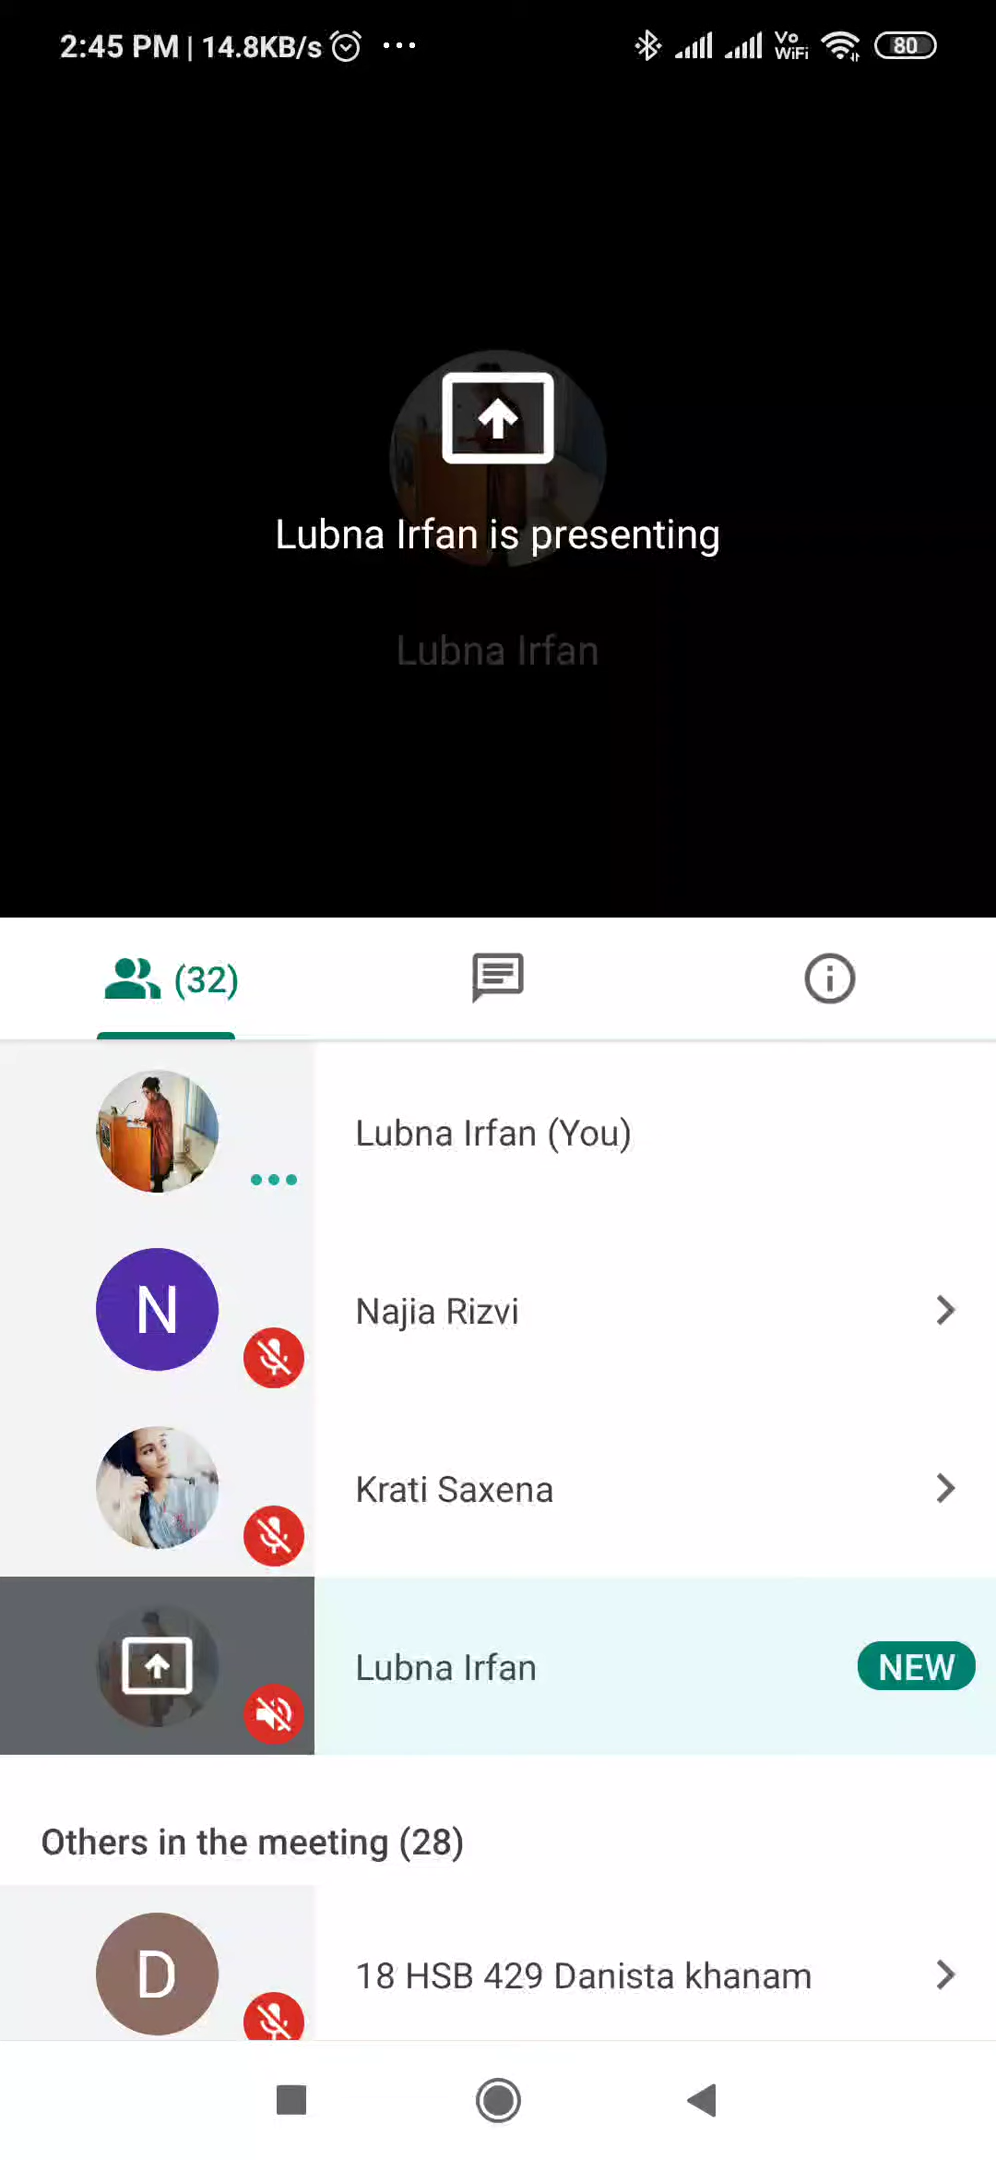 2:45 PM | 14.8KB/s ... Vo WiFi 80
Lubna Irfan is presenting
Lubna Irfan
(32)
Lubna Irfan (You)
N
Najia Rizvi
Krati Saxena
Lubna Irfan
NEW
Others in the meeting (28)
D
18 HSB 429 Danista khanam